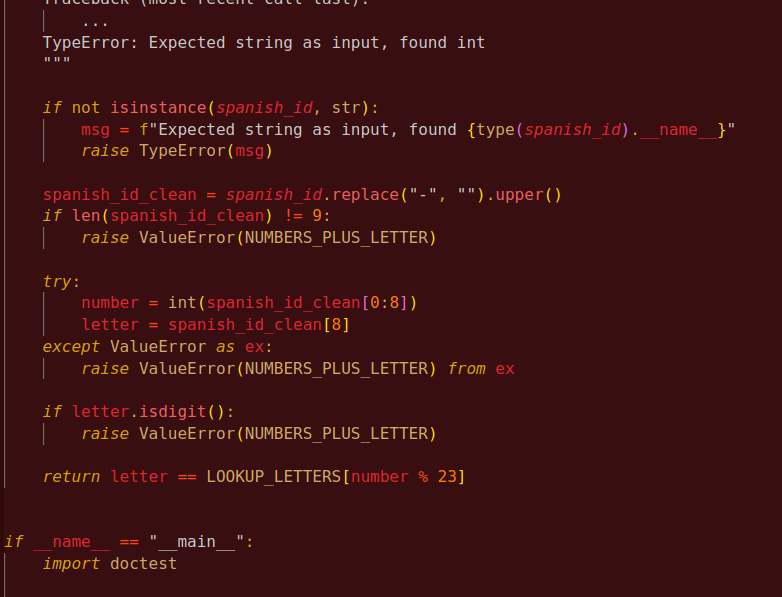 Traceback (most recent call last):
...
TypeError: Expected string as input, found int
"""
if not isinstance(spanish_id, str):
msg = f"Expected string as input, found {type(spanish_id).__name__}"
raise TypeError(msg)
spanish_id_clean = spanish_id.replace("-", "").upper()
if len(spanish_id_clean) != 9:
raise ValueError(NUMBERS_PLUS_LETTER)
try:
number = int(spanish_id_clean[0:8])
letter = spanish_id_clean[8]
except ValueError as ex:
raise ValueError(NUMBERS_PLUS_LETTER) from ex
if letter.isdigit():
raise ValueError(NUMBERS_PLUS_LETTER)
return letter == LOOKUP_LETTERS[number % 23]
if __name__ == "__main__":
import doctest